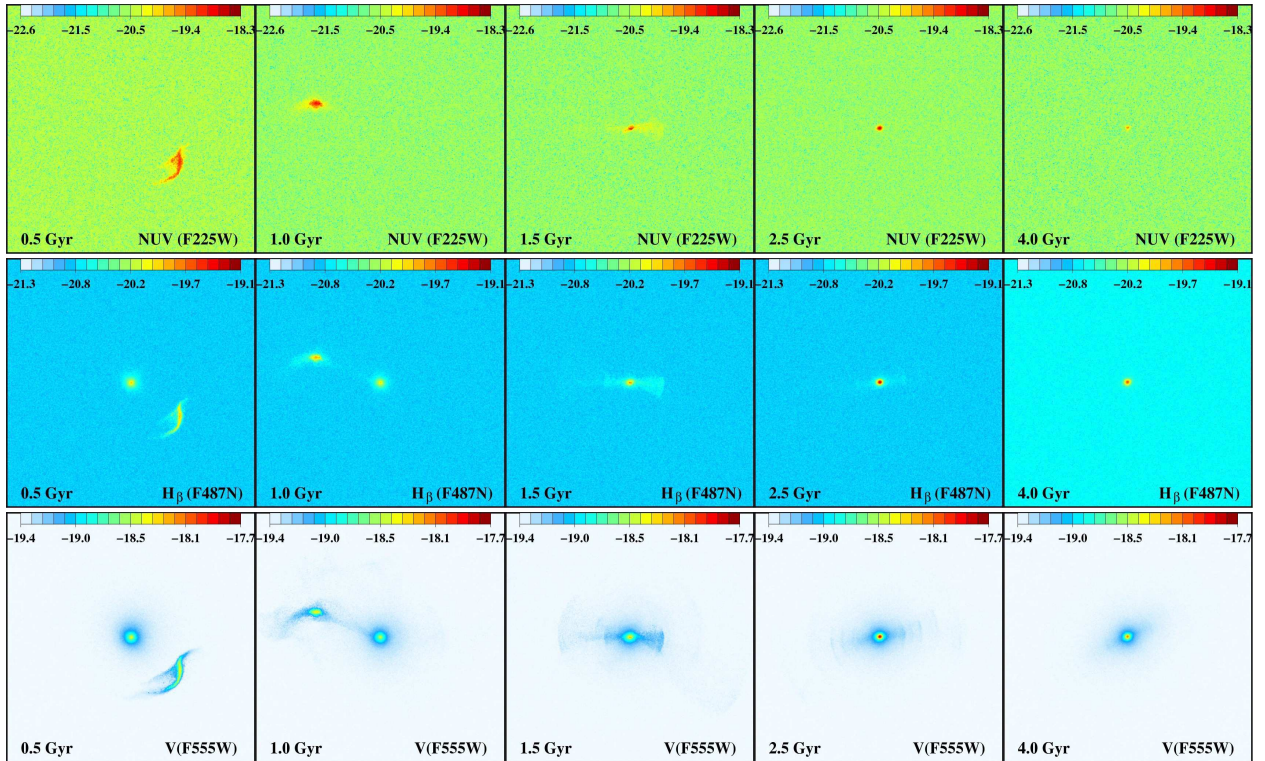 −22.6 −21.5 −20.5 −19.4 −18.3 −22.6 −21.5 −20.5 −19.4 −18.3 −22.6 −21.5 −20.5 −19.4 −18.3 −22.6 −21.5 −20.5 −19.4 −18.3 −22.6 −21.5 −20.5 −19.4 −18.3
0.5 Gyr NUV (F225W) 1.0 Gyr NUV (F225W) 1.5 Gyr NUV (F225W) 2.5 Gyr NUV (F225W) 4.0 Gyr NUV (F225W)
−21.3 −20.8 −20.2 −19.7 −19.1 −21.3 −20.8 −20.2 −19.7 −19.1 −21.3 −20.8 −20.2 −19.7 −19.1 −21.3 −20.8 −20.2 −19.7 −19.1 −21.3 −20.8 −20.2 −19.7 −19.1
0.5 Gyr Hβ (F487N) 1.0 Gyr Hβ (F487N) 1.5 Gyr Hβ (F487N) 2.5 Gyr Hβ (F487N) 4.0 Gyr Hβ (F487N)
−19.4 −19.0 −18.5 −18.1 −17.7 −19.4 −19.0 −18.5 −18.1 −17.7 −19.4 −19.0 −18.5 −18.1 −17.7 −19.4 −19.0 −18.5 −18.1 −17.7 −19.4 −19.0 −18.5 −18.1 −17.7
0.5 Gyr V(F555W) 1.0 Gyr V(F555W) 1.5 Gyr V(F555W) 2.5 Gyr V(F555W) 4.0 Gyr V(F555W)